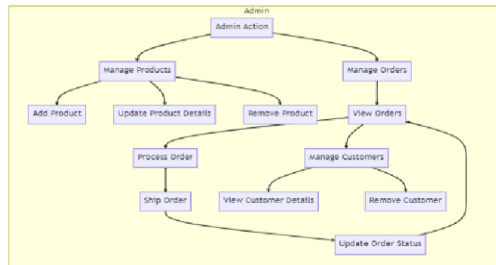 Admin
Admin Action
Manage Products
Manage Orders
Add Product
Update Product Details
Remove Product
View Orders
Process Order
Manage Customers
Ship Order
View Customer Details
Remove Customer
Update Order Status